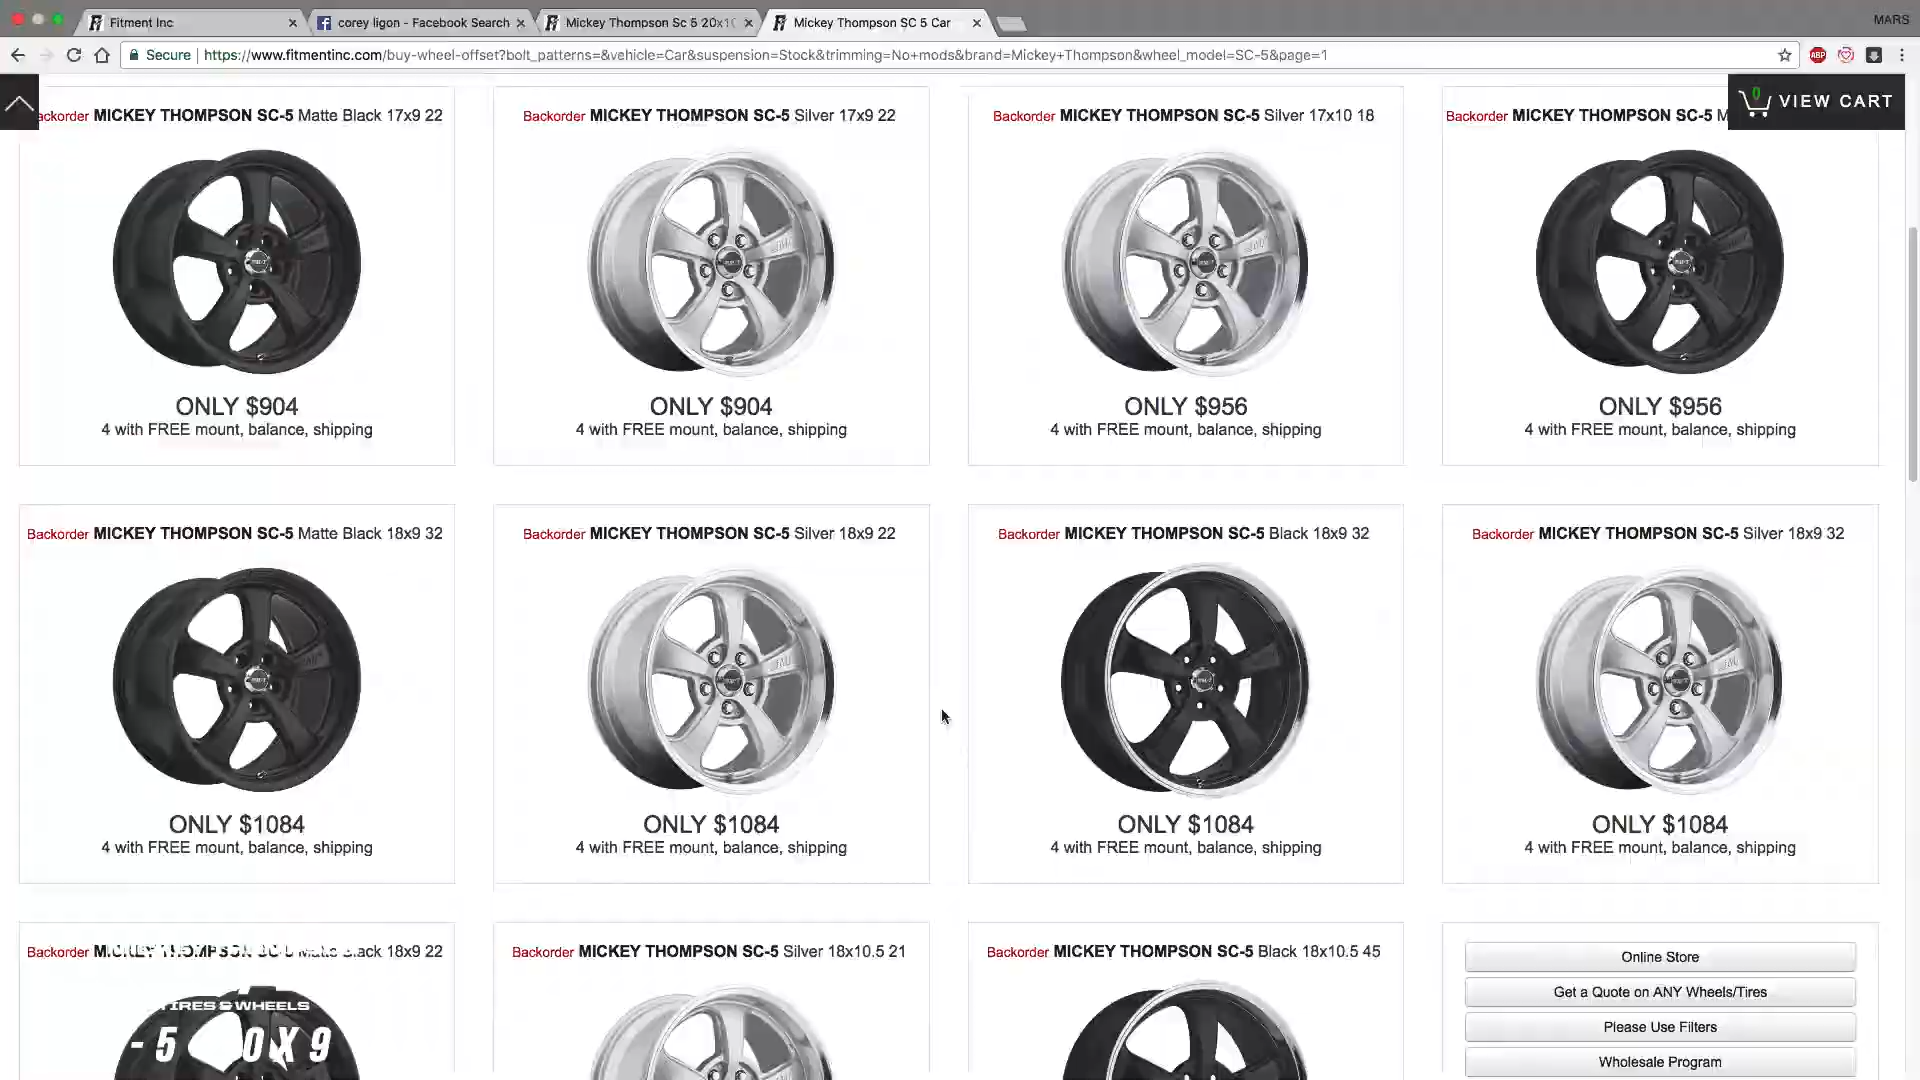 Fitment Inc
corey ligon - Facebook Search
Mickey Thompson Sc 5 20x10
Mickey Thompson SC 5 Car
MARS
Secure
https://www.fitmentinc.com/buy-wheel-offset?bolt_patterns=&vehicle=Car&suspension=Stock&trimming=No+mods&brand=Mickey+Thompson&wheel_model=SC-5&page=1
ABP
0
VIEW CART
ackorder MICKEY THOMPSON SC-5 Matte Black 17x9 22
Backorder MICKEY THOMPSON SC-5 Silver 17x9 22
Backorder MICKEY THOMPSON SC-5 Silver 17x10 18
Backorder MICKEY THOMPSON SC-5 M
ONLY $904
4 with FREE mount, balance, shipping
ONLY $904
4 with FREE mount, balance, shipping
ONLY $956
4 with FREE mount, balance, shipping
ONLY $956
4 with FREE mount, balance, shipping
Backorder MICKEY THOMPSON SC-5 Matte Black 18x9 32
Backorder MICKEY THOMPSON SC-5 Silver 18x9 22
Backorder MICKEY THOMPSON SC-5 Black 18x9 32
Backorder MICKEY THOMPSON SC-5 Silver 18x9 32
ONLY $1084
4 with FREE mount, balance, shipping
ONLY $1084
4 with FREE mount, balance, shipping
ONLY $1084
4 with FREE mount, balance, shipping
ONLY $1084
4 with FREE mount, balance, shipping
Backorder MICKEY THOMPSON SC-5 Matte Black 18x9 22
Backorder MICKEY THOMPSON SC-5 Silver 18x10.5 21
Backorder MICKEY THOMPSON SC-5 Black 18x10.5 45
TIRES & WHEELS
- 5 0X9
Online Store
Get a Quote on ANY Wheels/Tires
Please Use Filters
Wholesale Program